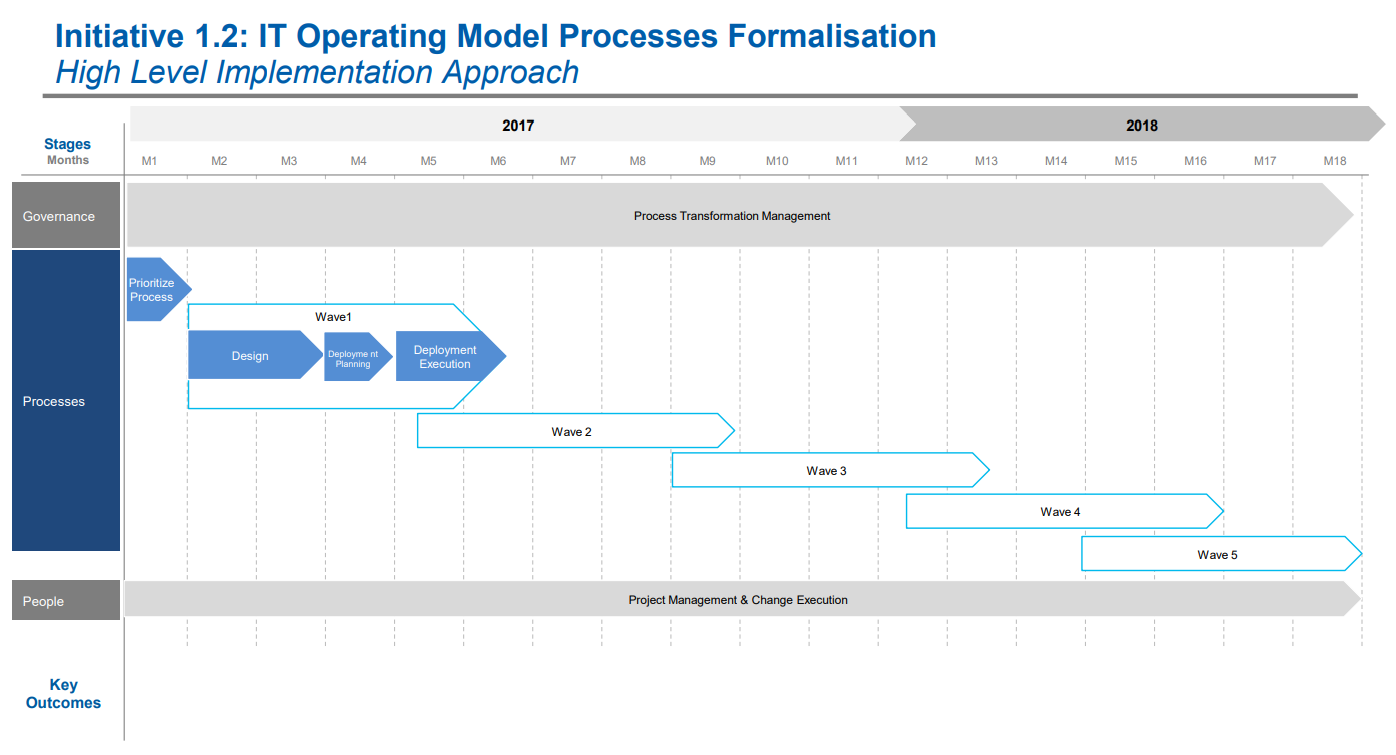 Initiative 1.2: IT Operating Model Processes Formalisation
High Level Implementation Approach
2017
2018
Stages
Months
M1 M2 M3 M4 M5 M6 M7 M8 M9 M10 M11 M12 M13 M14 M15 M16 M17 M18
Governance
Process Transformation Management
Processes
Prioritize
Process
Wave1
Design
Deployme nt
Planning
Deployment
Execution
Wave 2
Wave 3
Wave 4
Wave 5
People
Project Management & Change Execution
Key
Outcomes